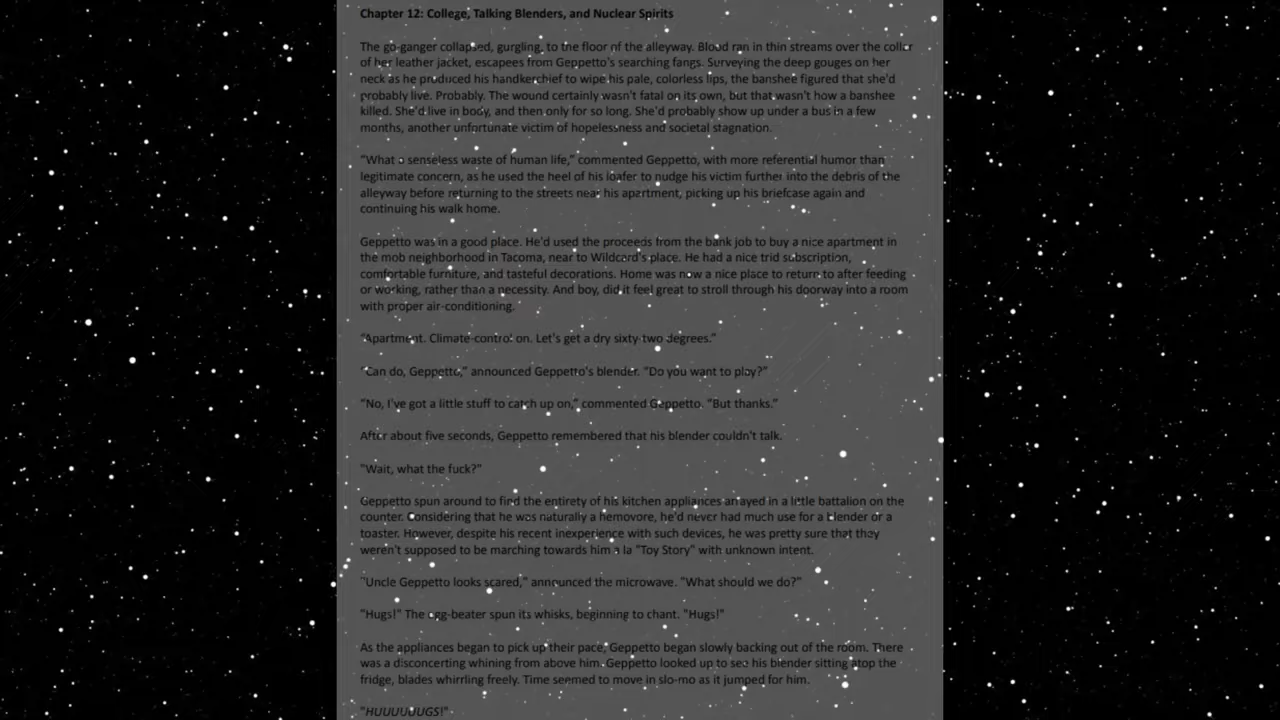 Chapter 12: College, Talking Blenders, and Nuclear Spirits
The go-ganger collapsed, gurgling, to the floor of the alleyway. Blood ran in thin streams over the collar
of her leather jacket, escapees from Geppetto's searching fangs. Surveying the deep gouges on her
neck as he produced his handkerchief to wipe his pale, colorless lips, the banshee figured that she'd
probably live. Probably. The wound certainly wasn't fatal on its own, but that wasn't how a banshee
killed. She'd live in body, and then only for so long. She'd probably show up under a bus in a few
months, another unfortunate victim of hopelessness and societal stagnation.
"What a senseless waste of human life," commented Geppetto, with more referential humor than
legitimate concern, as he used the heel of his loafer to nudge his victim further into the debris of the
alleyway before returning to the streets near his apartment, picking up his briefcase again and
continuing his walk home.
Geppetto was in a good place. He'd used the proceeds from the bank job to buy a nice apartment in
the mob neighborhood in Tacoma, near to Wildcard's place. He had a nice trid subscription,
comfortable furniture, and tasteful decorations. Home was now a nice place to return to after feeding
or working, rather than a necessity. And boy, did it feel great to stroll through his doorway into a room
with proper air-conditioning.
"Apartment. Climate-control on. Let's get a dry sixty-two degrees."
"Can do, Geppetto," announced Geppetto's blender. "Do you want to play?"
"No, I've got a little stuff to catch up on," commented Geppetto. "But thanks."
After about five seconds, Geppetto remembered that his blender couldn't talk.
"Wait, what the fuck?"
Geppetto spun around to find the entirety of his kitchen appliances arrayed in a little battalion on the
counter. Considering that he was naturally a hemovore, he'd never had much use for a blender or a
toaster. However, despite his recent inexperience with such devices, he was pretty sure that they
weren't supposed to be marching towards him a la "Toy Story" with unknown intent.
"Uncle Geppetto looks scared," announced the microwave. "What should we do?"
"Hugs!" The egg-beater spun its whisks, beginning to chant. "Hugs!"
As the appliances began to pick up their pace, Geppetto began slowly backing out of the room. There
was a disconcerting whining from above him. Geppetto looked up to see his blender sitting atop the
fridge, blades whirrling freely. Time seemed to move in slo-mo as it jumped for him.
"HUUUUUUGS!"